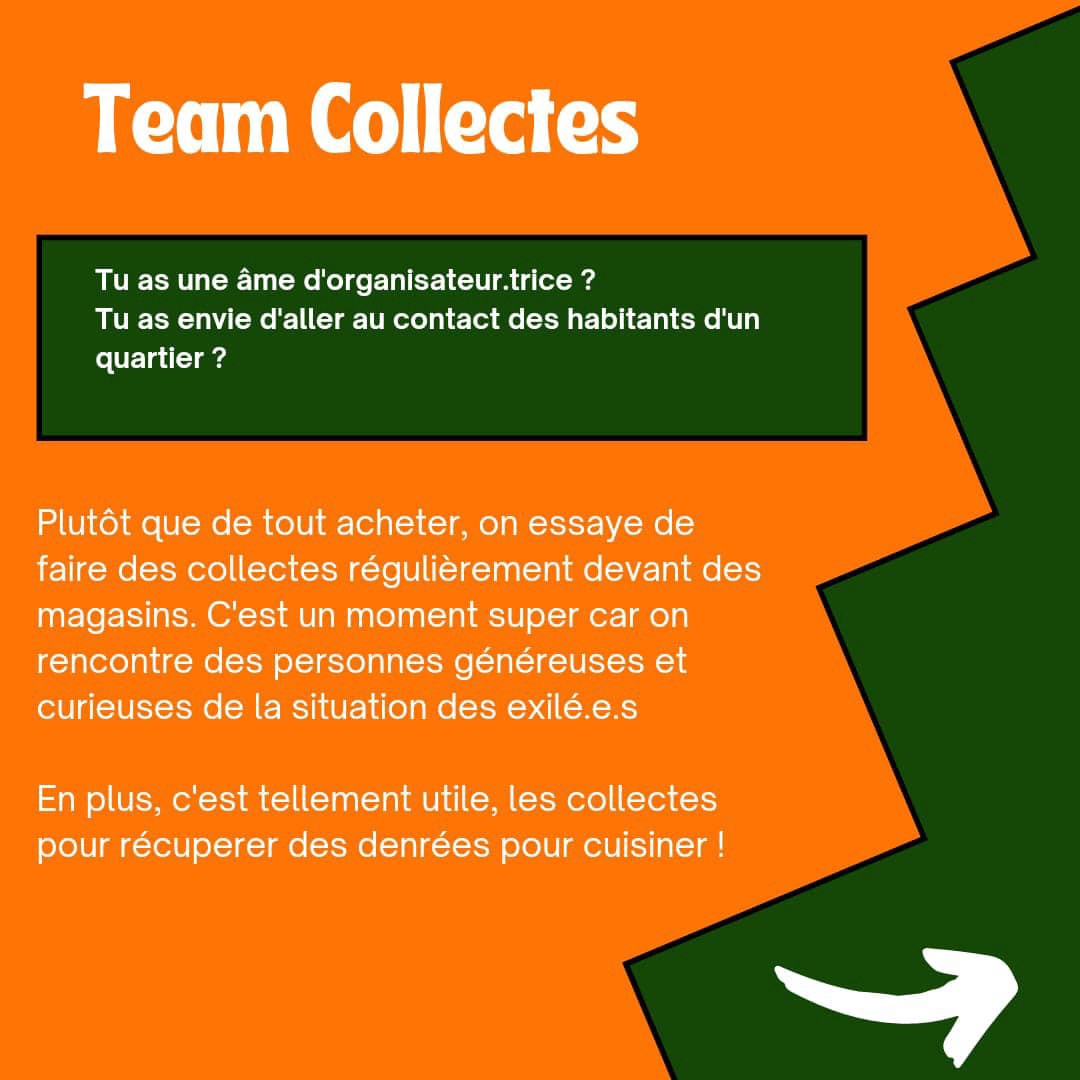 Team Collectes
Tu as une âme d'organisateur.trice ?
Tu as envie d'aller au contact des habitants d'un
quartier ?
Plutôt que de tout acheter, on essaye de
faire des collectes régulièrement devant des
magasins. C'est un moment super car on
rencontre des personnes généreuses et
curieuses de la situation des exilé.e.s
En plus, c'est tellement utile, les collectes
pour récuperer des denrées pour cuisiner !